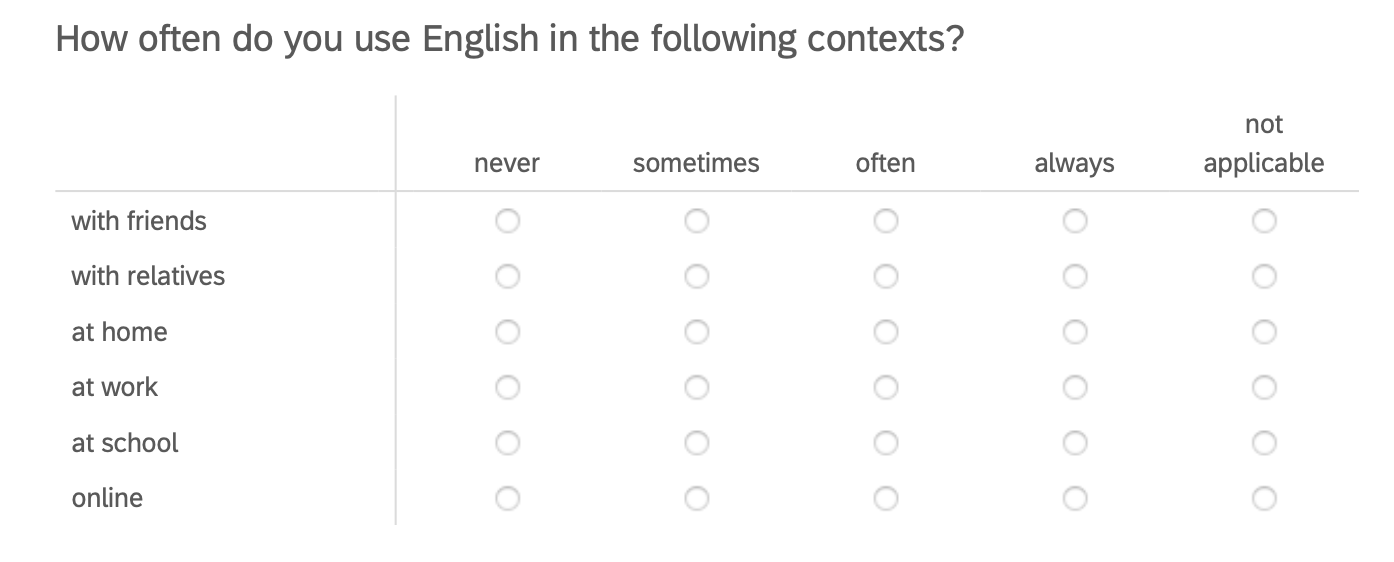 How often do you use English in the following contexts?
not
never sometimes often always applicable
with friends
with relatives
at home
at work
at school
online